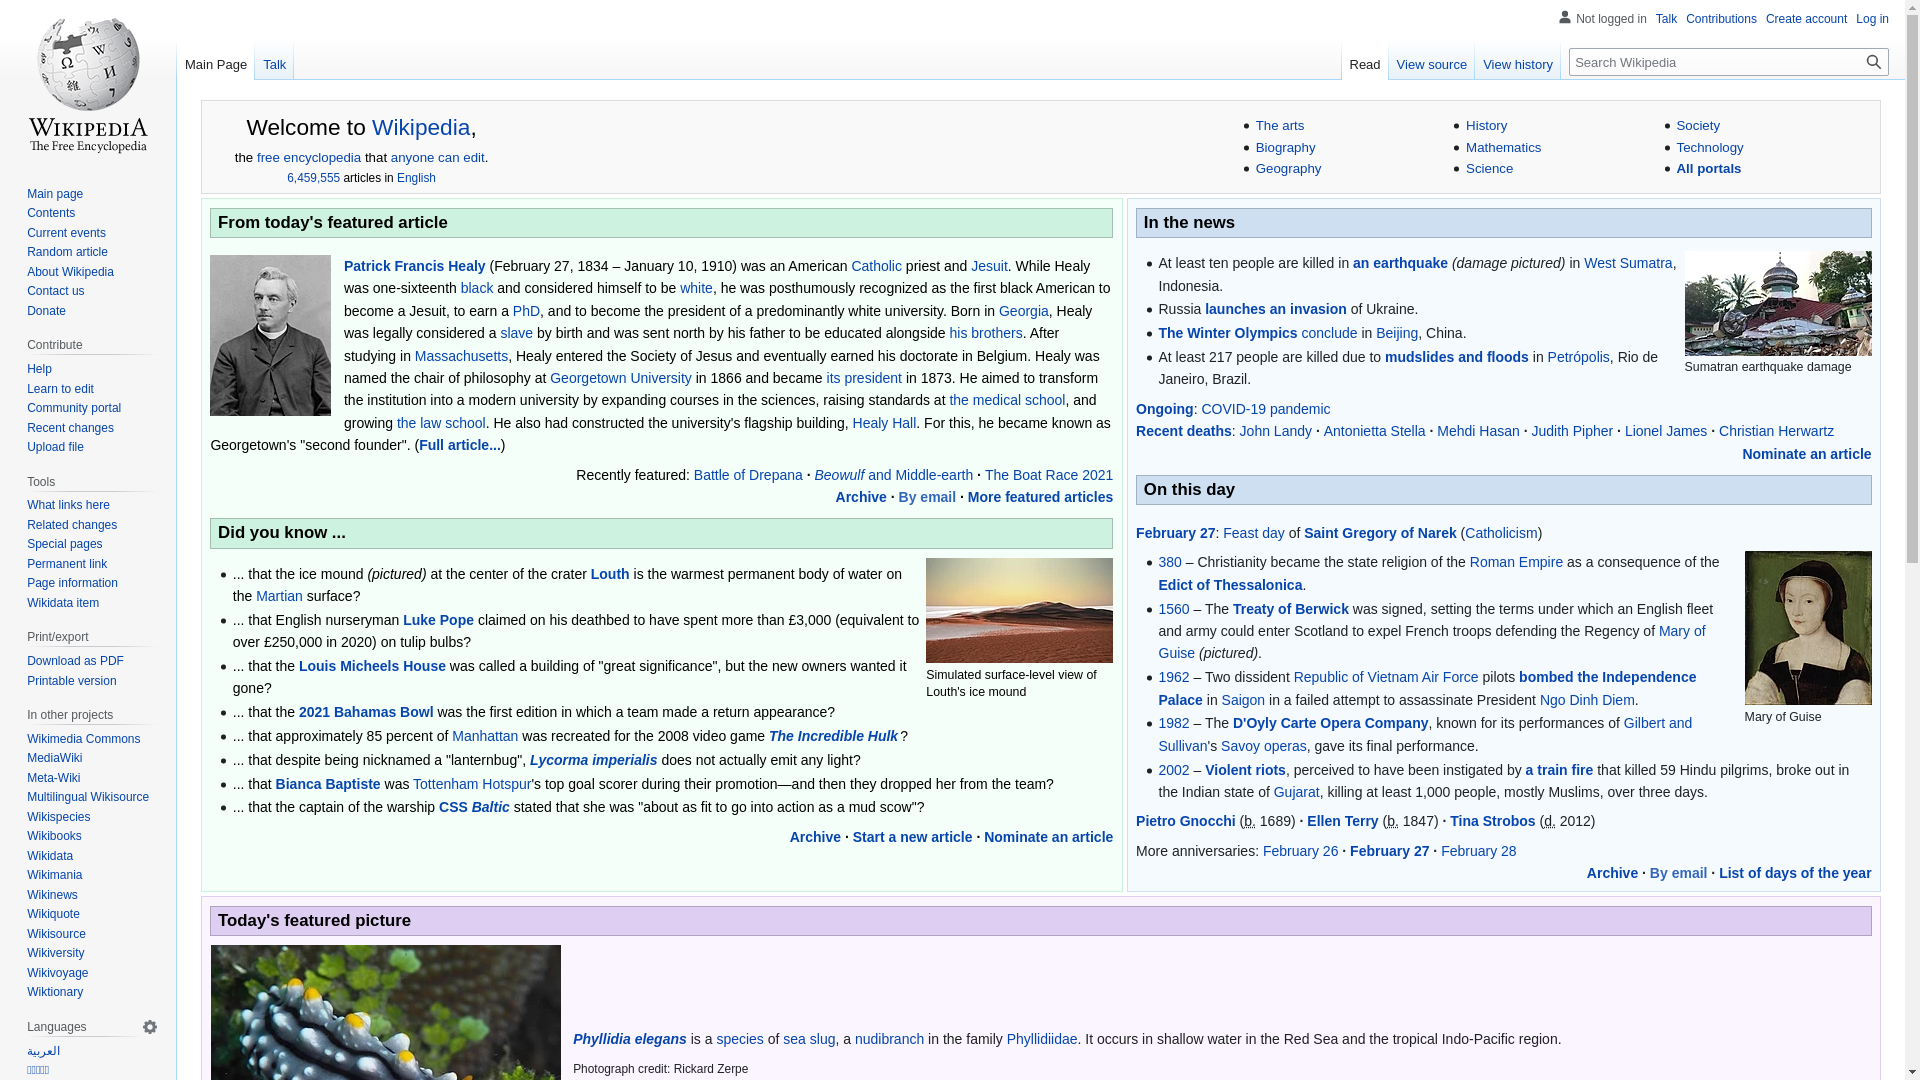 Not logged in Talk Contributions Create account Log in
Main Page Talk
Read View source View history Search Wikipedia
WIKIPEDIA
The Free Encyclopedia
Main page
Contents
Current events
Random article
About Wikipedia
Contact us
Donate
Contribute
Help
Learn to edit
Community portal
Recent changes
Upload file
Tools
What links here
Related changes
Special pages
Permanent link
Page information
Wikidata item
Print/export
Download as PDF
Printable version
In other projects
Wikimedia Commons
MediaWiki
Meta-Wiki
Multilingual Wikisource
Wikispecies
Wikibooks
Wikidata
Wikimania
Wikinews
Wikiquote
Wikisource
Wikiversity
Wikivoyage
Wiktionary
Languages
العربية
Welcome to Wikipedia,
the free encyclopedia that anyone can edit.
6,459,555 articles in English
The arts
Biography
Geography
History
Mathematics
Science
Society
Technology
All portals
From today's featured article
Patrick Francis Healy (February 27, 1834 – January 10, 1910) was an American Catholic priest and Jesuit. While Healy
was one-sixteenth black and considered himself to be white, he was posthumously recognized as the first black American to
become a Jesuit, to earn a PhD, and to become the president of a predominantly white university. Born in Georgia, Healy
was legally considered a slave by birth and was sent north by his father to be educated alongside his brothers. After
studying in Massachusetts, Healy entered the Society of Jesus and eventually earned his doctorate in Belgium. Healy was
named the chair of philosophy at Georgetown University in 1866 and became its president in 1873. He aimed to transform
the institution into a modern university by expanding courses in the sciences, raising standards at the medical school, and
growing the law school. He also had constructed the university's flagship building, Healy Hall. For this, he became known as
Georgetown's "second founder". (Full article...)
Recently featured: Battle of Drepana · Beowulf and Middle-earth · The Boat Race 2021
Archive · By email · More featured articles
Did you know ...
... that the ice mound (pictured) at the center of the crater Louth is the warmest permanent body of water on
the Martian surface?
... that English nurseryman Luke Pope claimed on his deathbed to have spent more than £3,000 (equivalent to
over £250,000 in 2020) on tulip bulbs?
... that the Louis Micheels House was called a building of "great significance", but the new owners wanted it
gone?
... that the 2021 Bahamas Bowl was the first edition in which a team made a return appearance?
... that approximately 85 percent of Manhattan was recreated for the 2008 video game The Incredible Hulk ?
... that despite being nicknamed a "lanternbug", Lycorma imperialis does not actually emit any light?
... that Bianca Baptiste was Tottenham Hotspur's top goal scorer during their promotion—and then they dropped her from the team?
... that the captain of the warship CSS Baltic stated that she was "about as fit to go into action as a mud scow"?
Simulated surface-level view of
Louth's ice mound
Archive · Start a new article · Nominate an article
In the news
At least ten people are killed in an earthquake (damage pictured) in West Sumatra,
Indonesia.
Russia launches an invasion of Ukraine.
The Winter Olympics conclude in Beijing, China.
At least 217 people are killed due to mudslides and floods in Petrópolis, Rio de
Janeiro, Brazil.
Sumatran earthquake damage
Ongoing: COVID-19 pandemic
Recent deaths: John Landy · Antonietta Stella · Mehdi Hasan · Judith Pipher · Lionel James · Christian Herwartz
Nominate an article
On this day
February 27: Feast day of Saint Gregory of Narek (Catholicism)
380 – Christianity became the state religion of the Roman Empire as a consequence of the
Edict of Thessalonica.
1560 – The Treaty of Berwick was signed, setting the terms under which an English fleet
and army could enter Scotland to expel French troops defending the Regency of Mary of
Guise (pictured).
1962 – Two dissident Republic of Vietnam Air Force pilots bombed the Independence
Palace in Saigon in a failed attempt to assassinate President Ngo Dinh Diem.
1982 – The D'Oyly Carte Opera Company, known for its performances of Gilbert and
Sullivan's Savoy operas, gave its final performance.
2002 – Violent riots, perceived to have been instigated by a train fire that killed 59 Hindu pilgrims, broke out in
the Indian state of Gujarat, killing at least 1,000 people, mostly Muslims, over three days.
Mary of Guise
Pietro Gnocchi (b. 1689) · Ellen Terry (b. 1847) · Tina Strobos (d. 2012)
More anniversaries: February 26 · February 27 · February 28
Archive · By email · List of days of the year
Today's featured picture
Phyllidia elegans is a species of sea slug, a nudibranch in the family Phyllidiidae. It occurs in shallow water in the Red Sea and the tropical Indo-Pacific region.
Photograph credit: Rickard Zerpe